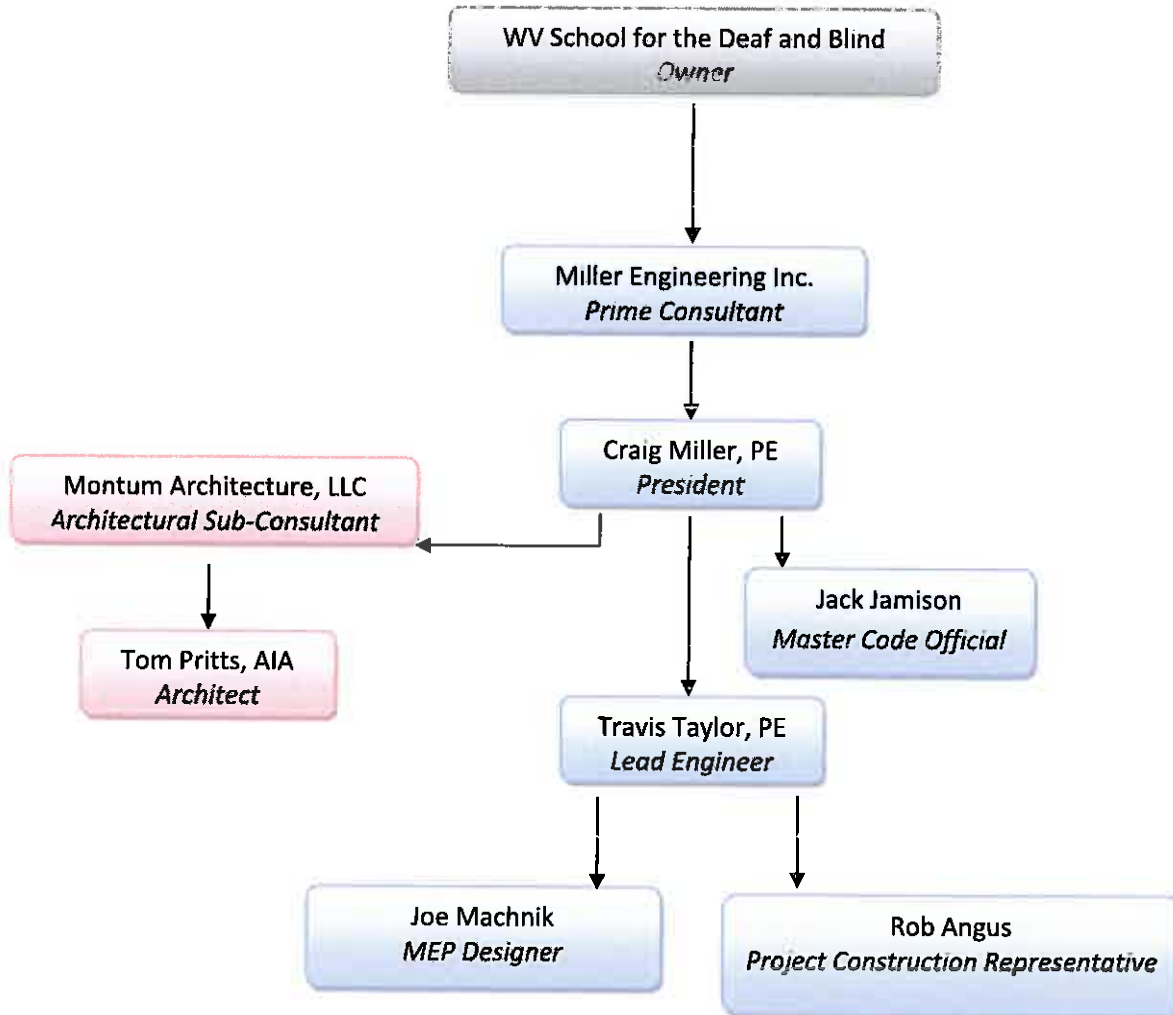 WV School for the Deaf and Blind
Owner
Miller Engineering Inc.
Prime Consultant
Craig Miller, PE
President
Montum Architecture, LLC
Architectural Sub-Consultant
Jack Jamison
Master Code Official
Tom Pritts, AIA
Architect
Travis Taylor, PE
Lead Engineer
Joe Machnik
MEP Designer
Rob Angus
Project Construction Representative